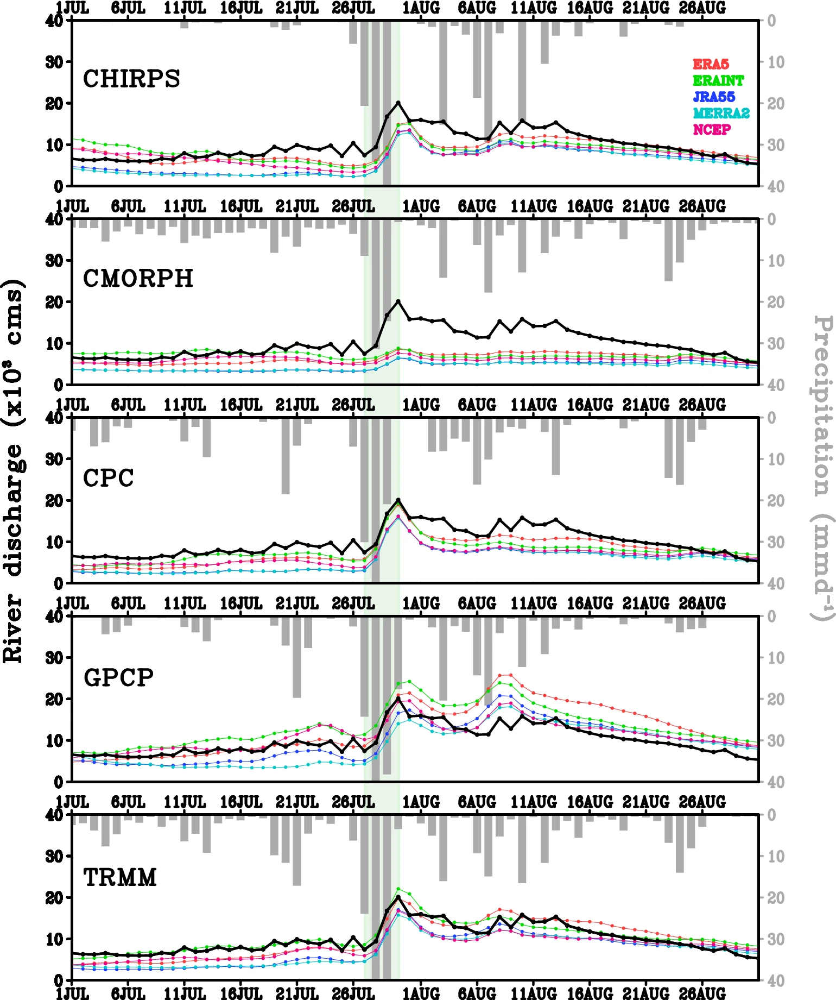 1JUL 6JUL 11JUL 16JUL 21JUL 26JUL 1AUG 6AUG 11AUG 16AUG 21AUG 26AUG
40 0
30 10
20 20
10 30
0 40
CHIRPS
ERA5
ERAINT
JRA55
MERRA2
NCEP
1JUL 6JUL 11JUL 16JUL 21JUL 26JUL 1AUG 6AUG 11AUG 16AUG 21AUG 26AUG
40 0
30 10
20 20
10 30
0 40
CMORPH
1JUL 6JUL 11JUL 16JUL 21JUL 26JUL 1AUG 6AUG 11AUG 16AUG 21AUG 26AUG
40 0
30 10
20 20
10 30
0 40
CPC
1JUL 6JUL 11JUL 16JUL 21JUL 26JUL 1AUG 6AUG 11AUG 16AUG 21AUG 26AUG
40 0
30 10
20 20
10 30
0 40
GPCP
1JUL 6JUL 11JUL 16JUL 21JUL 26JUL 1AUG 6AUG 11AUG 16AUG 21AUG 26AUG
40 0
30 10
20 20
10 30
0 40
TRMM
1JUL 6JUL 11JUL 16JUL 21JUL 26JUL 1AUG 6AUG 11AUG 16AUG 21AUG 26AUG
River discharge (x10³ cms)
Precipitation (mmd⁻¹)